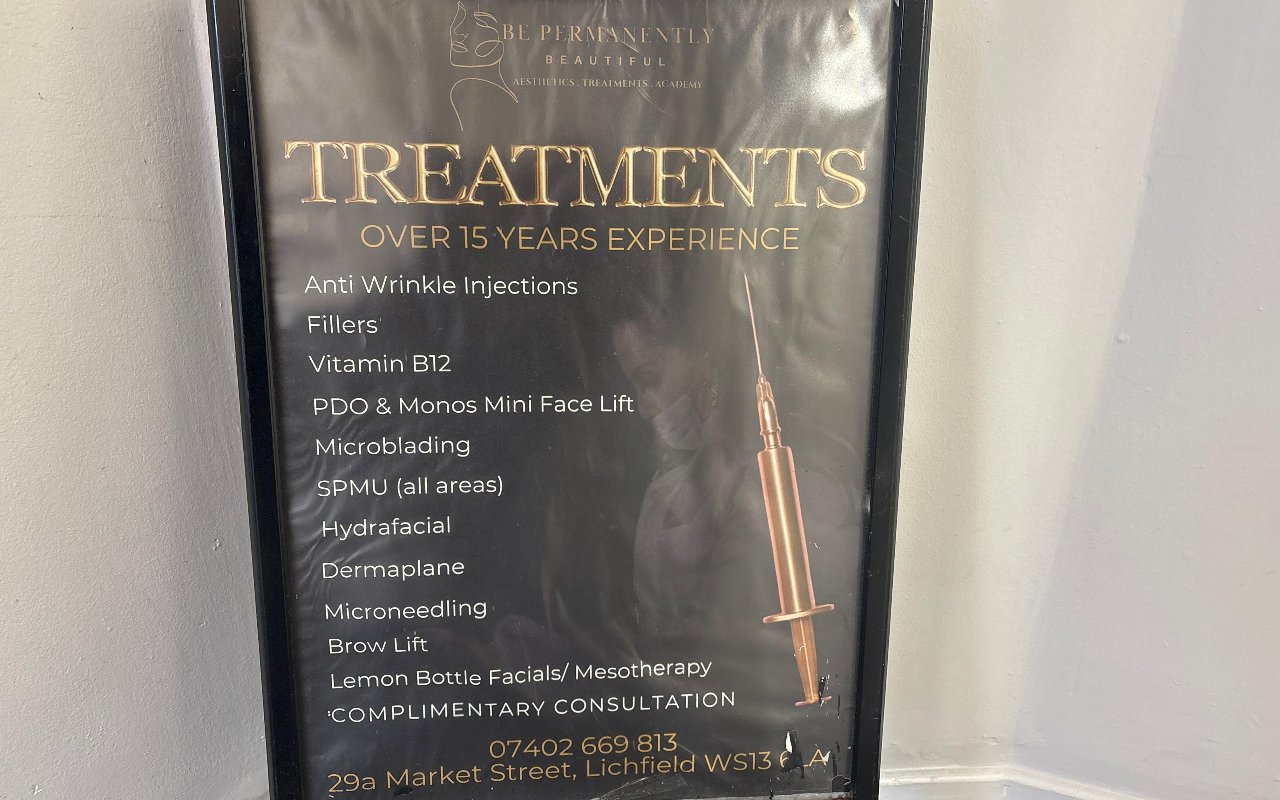 BE PERMANENTLY
BEAUTIFUL
AESTHETICS . TREATMENTS . ACADEMY
TREATMENTS
OVER 15 YEARS EXPERIENCE
Anti Wrinkle Injections
Fillers
Vitamin B12
PDO & Monos Mini Face Lift
Microblading
SPMU (all areas)
Hydrafacial
Dermaplane
Microneedling
Brow Lift
Lemon Bottle Facials/ Mesotherapy
COMPLIMENTARY CONSULTATION
07402 669 813
29a Market Street, Lichfield WS13